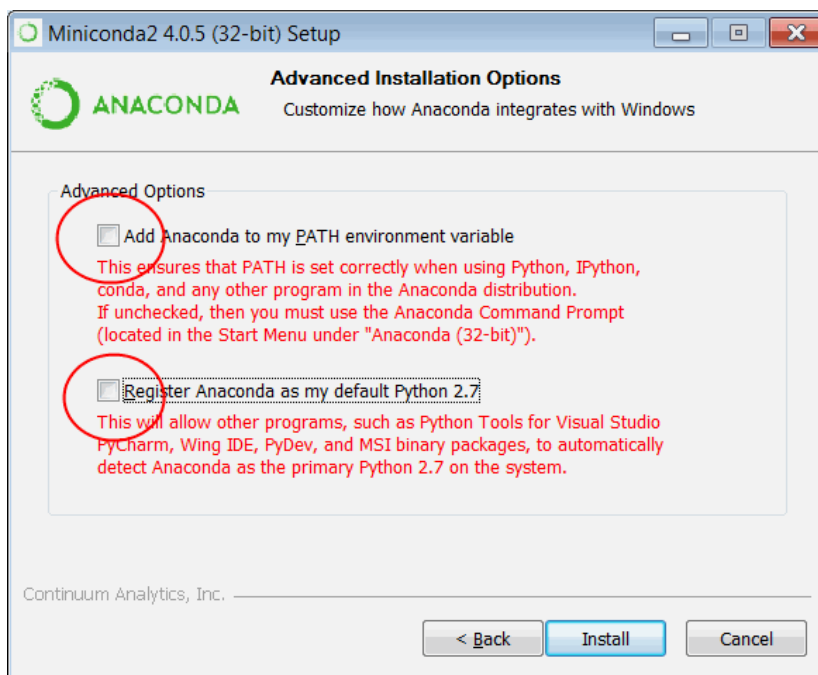 Miniconda2 4.0.5 (32-bit) Setup
ANACONDA
Advanced Installation Options
Customize how Anaconda integrates with Windows
Advanced Options
Add Anaconda to my PATH environment variable
This ensures that PATH is set correctly when using Python, IPython,
conda, and any other program in the Anaconda distribution.
If unchecked, then you must use the Anaconda Command Prompt
(located in the Start Menu under "Anaconda (32-bit)").
Register Anaconda as my default Python 2.7
This will allow other programs, such as Python Tools for Visual Studio
PyCharm, Wing IDE, PyDev, and MSI binary packages, to automatically
detect Anaconda as the primary Python 2.7 on the system.
Continuum Analytics, Inc.
< Back
Install
Cancel